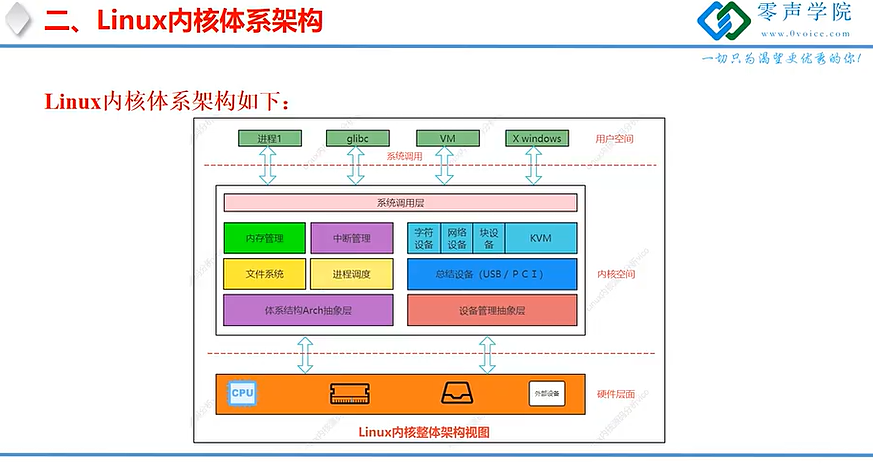 二、Linux内核体系架构
零声学院
www.0voice.com
一切只为渴望更优秀的你!
Linux内核体系架构如下:
进程1 glibc VM X windows 用户空间
系统调用
系统调用层
内存管理 中断管理 字符设备 网络设备 块设备 KVM
文件系统 进程调度 总结设备(USB/PCI) 内核空间
体系结构Arch抽象层 设备管理抽象层
CPU 外部设备 硬件层面
Linux内核整体架构视图